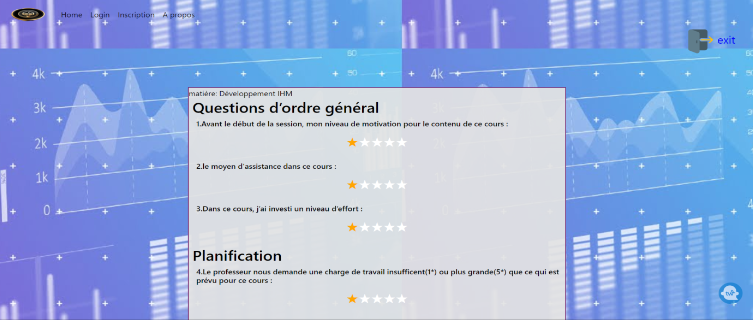 Home Login Inscription A propos
exit
50
4k
3k
2k
1k
0
50
4k
3k
2k
1k
matière: Développement IHM
Questions d'ordre général
1.Avant le début de la session, mon niveau de motivation pour le contenu de ce cours :
2.le moyen d'assistance dans ce cours :
3.Dans ce cours, j'ai investi un niveau d'effort :
Planification
4.Le professeur nous demande une charge de travail insufficent(1*) ou plus grande(5*) que ce qui est
prévu pour ce cours :